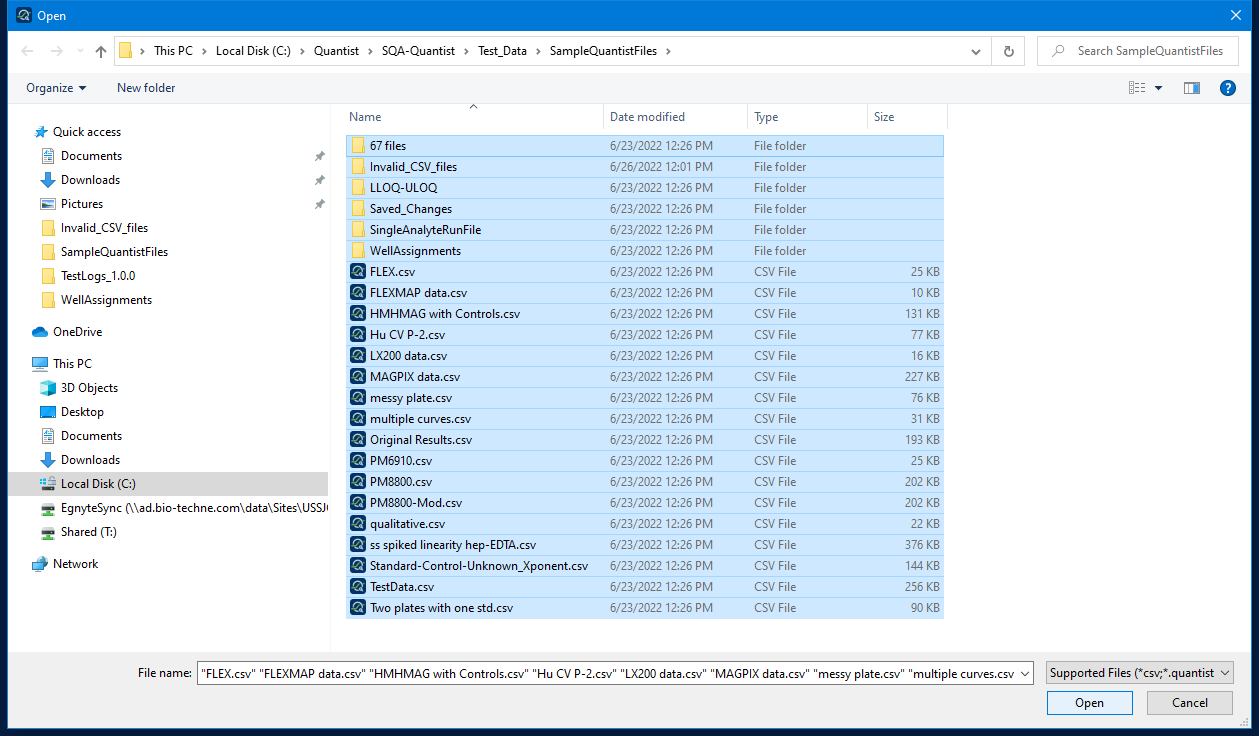 Open
This PC > Local Disk (C:) > Quantist > SQA-Quantist > Test_Data > SampleQuantistFiles >
Search SampleQuantistFiles
Organize
New folder
?
Quick access
Documents
Downloads
Pictures
Invalid_CSV_files
SampleQuantistFiles
TestLogs_1.0.0
WellAssignments
OneDrive
This PC
3D Objects
Desktop
Documents
Downloads
Local Disk (C:)
EgnyteSync (\\ad.bio-techne.com\data\Sites\USSJ
Shared (T:)
Network
Name Date modified Type Size
67 files 6/23/2022 12:26 PM File folder
Invalid_CSV_files 6/26/2022 12:01 PM File folder
LLOQ-ULOQ 6/23/2022 12:26 PM File folder
Saved_Changes 6/23/2022 12:26 PM File folder
SingleAnalyteRunFile 6/23/2022 12:26 PM File folder
WellAssignments 6/23/2022 12:26 PM File folder
FLEX.csv 6/23/2022 12:26 PM CSV File 25 KB
FLEXMAP data.csv 6/23/2022 12:26 PM CSV File 10 KB
HMHMAG with Controls.csv 6/23/2022 12:26 PM CSV File 131 KB
Hu CV P-2.csv 6/23/2022 12:26 PM CSV File 77 KB
LX200 data.csv 6/23/2022 12:26 PM CSV File 16 KB
MAGPIX data.csv 6/23/2022 12:26 PM CSV File 227 KB
messy plate.csv 6/23/2022 12:26 PM CSV File 76 KB
multiple curves.csv 6/23/2022 12:26 PM CSV File 31 KB
Original Results.csv 6/23/2022 12:26 PM CSV File 193 KB
PM6910.csv 6/23/2022 12:26 PM CSV File 25 KB
PM8800.csv 6/23/2022 12:26 PM CSV File 202 KB
PM8800-Mod.csv 6/23/2022 12:26 PM CSV File 202 KB
qualitative.csv 6/23/2022 12:26 PM CSV File 22 KB
ss spiked linearity hep-EDTA.csv 6/23/2022 12:26 PM CSV File 376 KB
Standard-Control-Unknown_Xponent.csv 6/23/2022 12:26 PM CSV File 144 KB
TestData.csv 6/23/2022 12:26 PM CSV File 256 KB
Two plates with one std.csv 6/23/2022 12:26 PM CSV File 90 KB
File name: "FLEX.csv" "FLEXMAP data.csv" "HMHMAG with Controls.csv" "Hu CV P-2.csv" "LX200 data.csv" "MAGPIX data.csv" "messy plate.csv" "multiple curves.csv
Supported Files (*csv;*.quantist
Open
Cancel